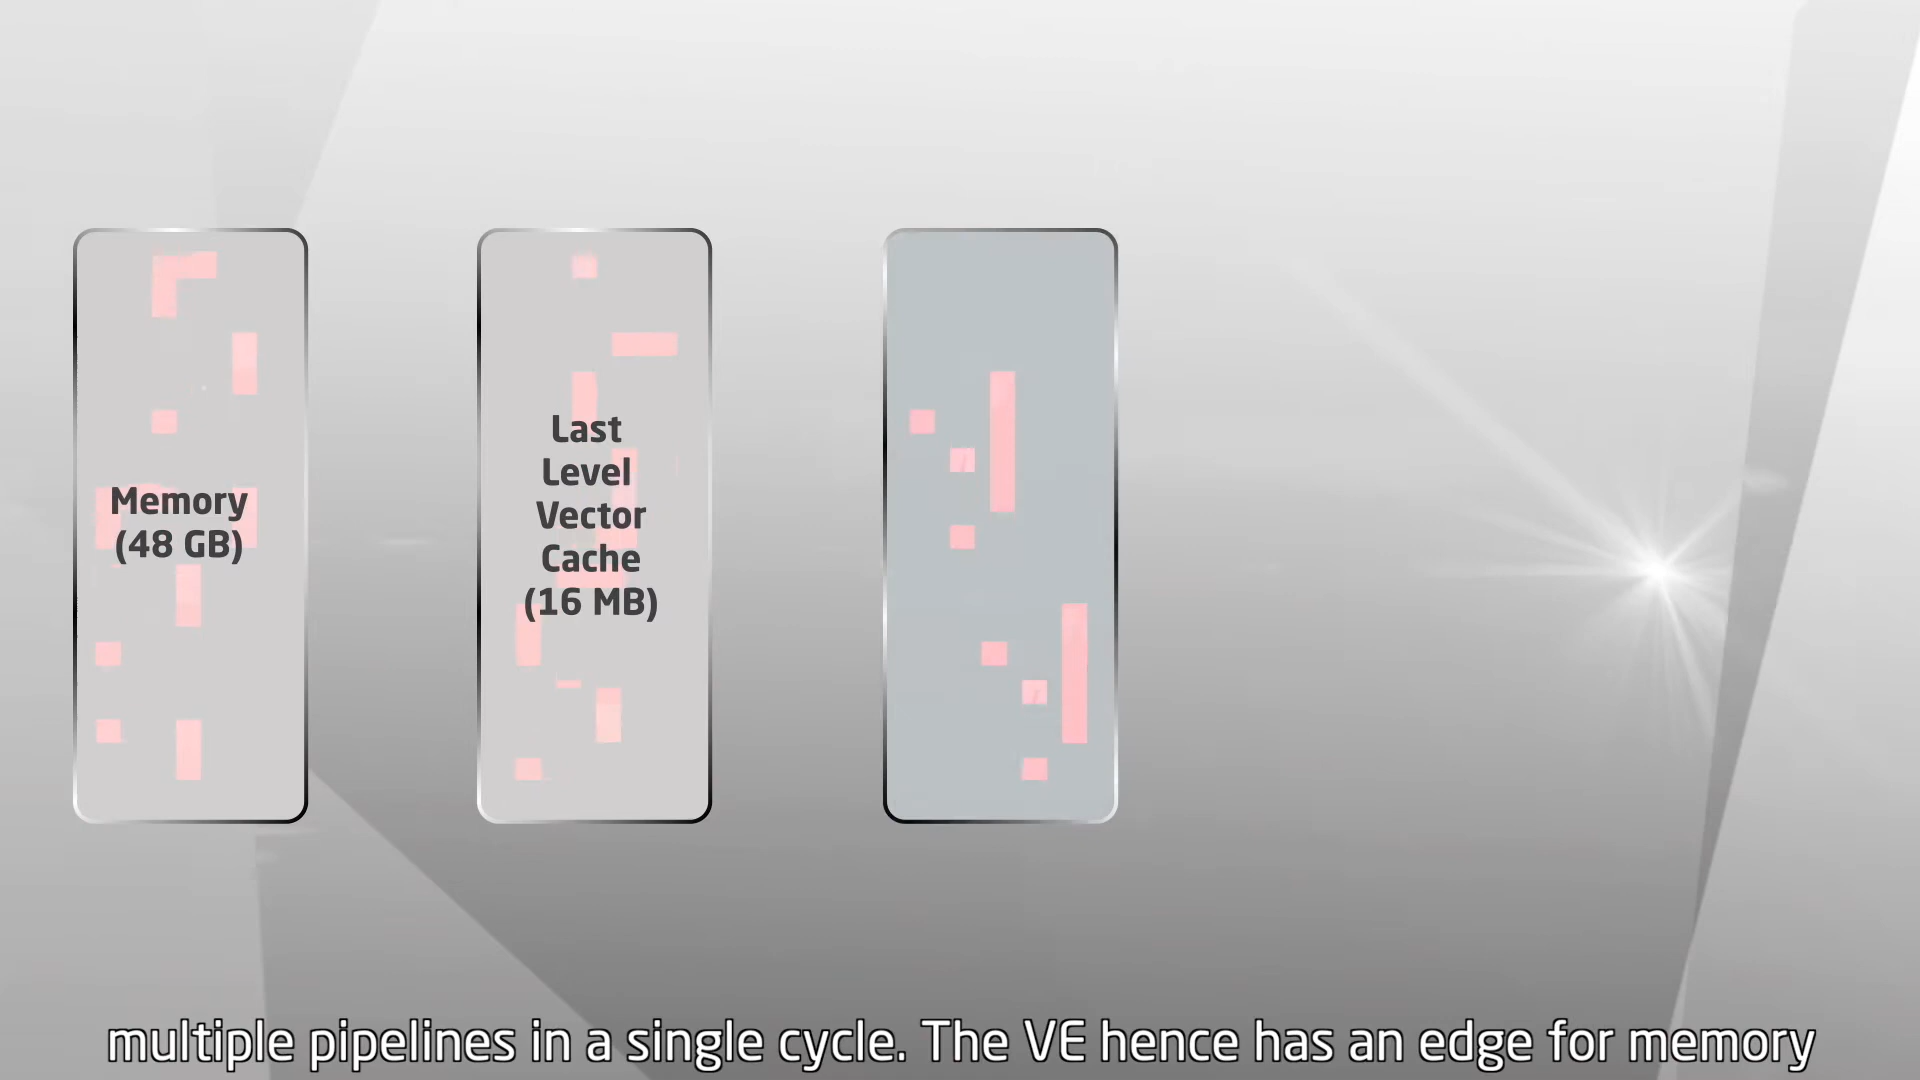 Memory
(48 GB)
Last
Level
Vector
Cache
(16 MB)
multiple pipelines in a single cycle. The VE hence has an edge for memory